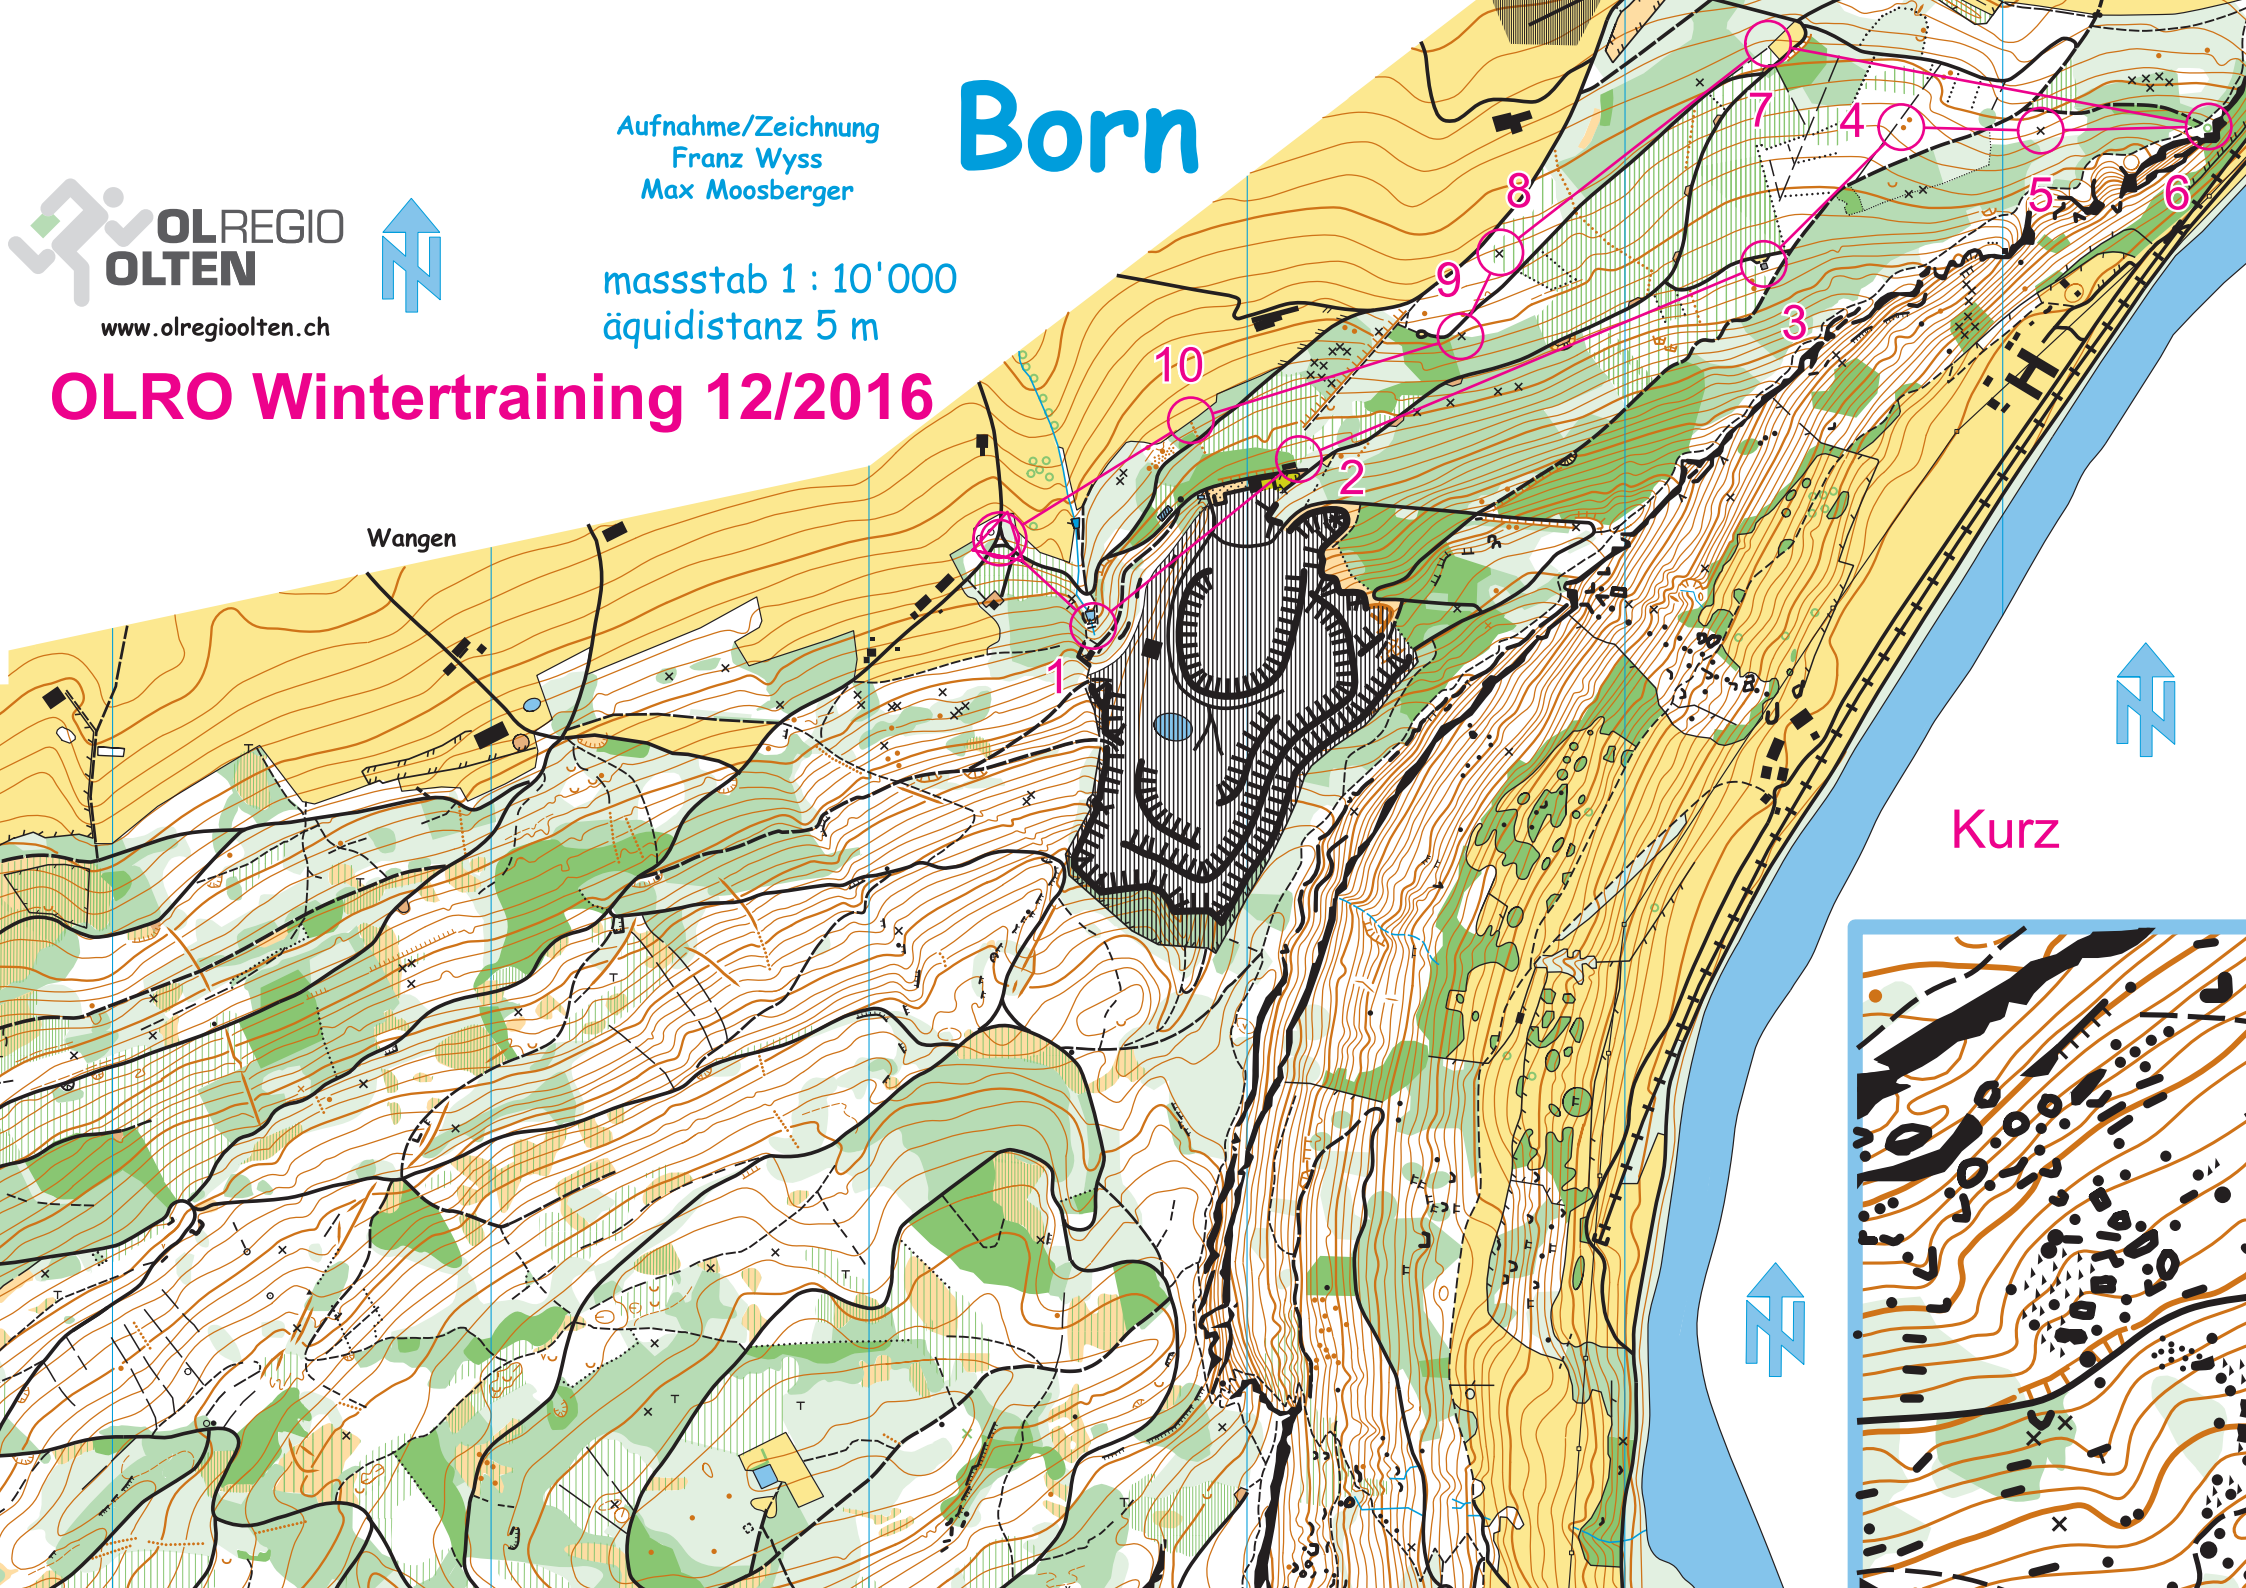 Born
Aufnahme/Zeichnung
Franz Wyss
Max Moosberger
OLREGIO
OLTEN
www.olregioolten.ch
massstab 1 : 10'000
äquidistanz 5 m
OLRO Wintertraining 12/2016
Wangen
7
4
8
5
6
9
3
10
2
1
Kurz